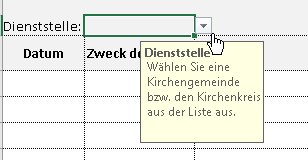 Dienststelle:
Datum Zweck de
Dienststelle
Wählen Sie eine
Kirchengemeinde
bzw. den Kirchenkreis
aus der Liste aus.